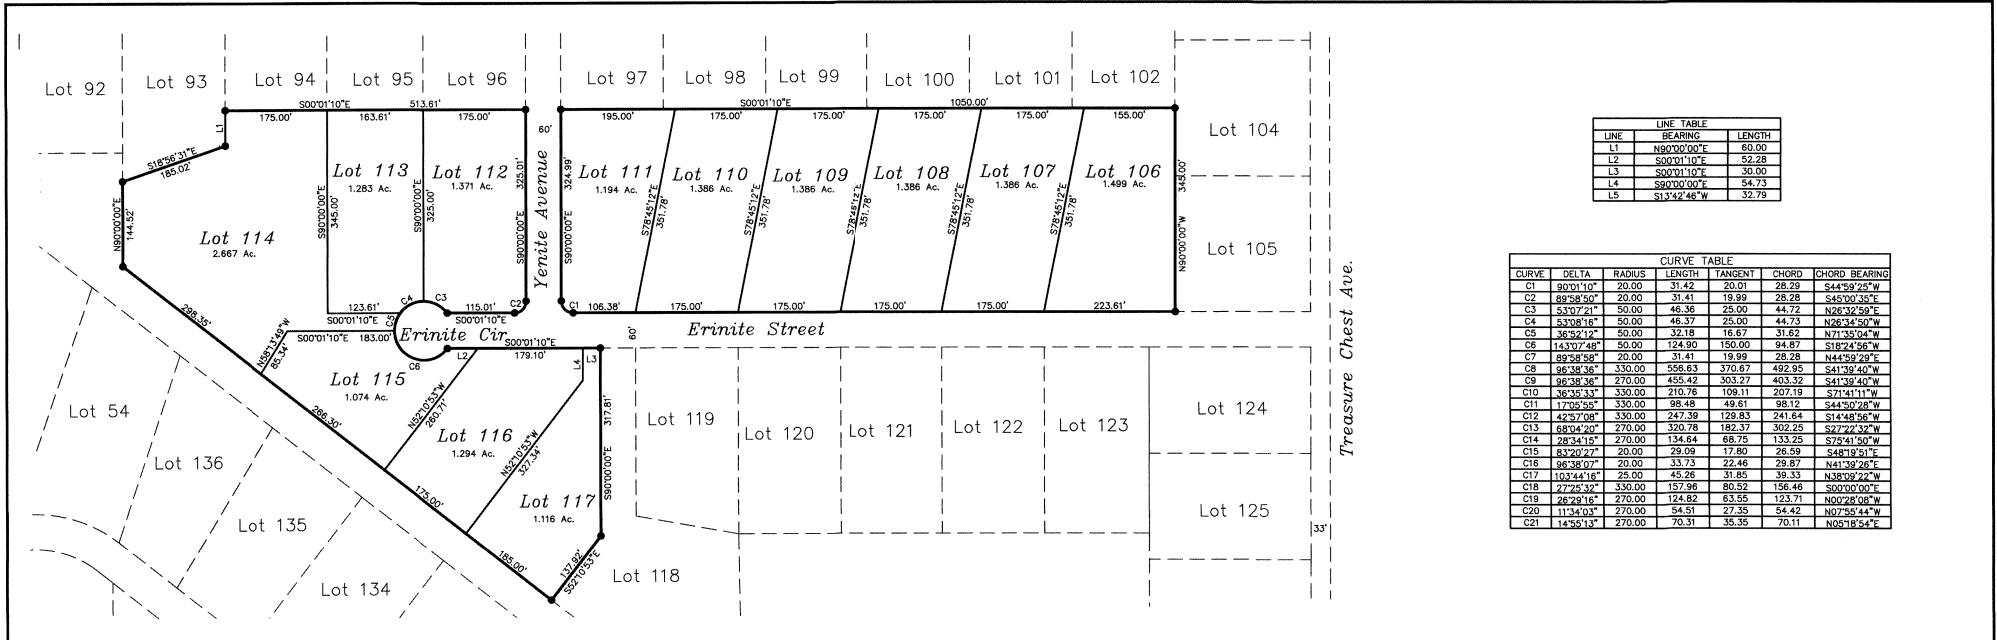 Lot 92
Lot 93
Lot 94
Lot 95
Lot 96
Lot 97
Lot 98
Lot 99
Lot 100
Lot 101
Lot 102
S00°01'10"E
513.61'
175.00'
163.61'
175.00'
60'
S00°01'10"E
1050.00'
195.00'
175.00'
175.00'
175.00'
175.00'
155.00'
Lot 104
L1
S18°56'31"E
185.02'
N90°00'00"E
144.52'
Lot 113
1.283 Ac.
Lot 112
1.371 Ac.
Lot 111
1.194 Ac.
Lot 110
1.386 Ac.
Lot 109
1.386 Ac.
Lot 108
1.386 Ac.
Lot 107
1.386 Ac.
Lot 106
1.499 Ac.
S90°00'00"E
345.00'
S90°00'00"E
325.00'
325.01'
S90°00'00"E
Yenite Avenue
324.99'
S90°00'00"E
S78°45'12"E
351.78'
S78°45'12"E
351.78'
S78°45'12"E
351.78'
S78°45'12"E
351.78'
S78°45'12"E
351.78'
345.00'
N90°00'00"W
Lot 105
Lot 114
2.667 Ac.
123.61'
S00°01'10"E
C4
C3
115.01'
S00°01'10"E
C2
C1
106.38'
175.00'
175.00'
175.00'
223.61'
298.35'
N58°13'49"W
85.34'
S00°01'10"E
183.00'
C5
Erinite Cir
C6
60'
Erinite Street
Treasure Chest Ave.
S00°01'10"E
179.10'
L2
L4
L3
Lot 115
1.074 Ac.
266.30'
N52°10'53"W
260.71'
317.81'
S90°00'00"E
Lot 116
1.294 Ac.
N52°10'53"W
327.34'
Lot 117
1.116 Ac.
175.00'
185.00'
137.92'
S52°10'53"E
Lot 54
Lot 136
Lot 135
Lot 134
Lot 118
Lot 119
Lot 120
Lot 121
Lot 122
Lot 123
Lot 124
Lot 125
33'
LINE TABLE
LINE BEARING LENGTH
L1 N90°00'00"E 60.00
L2 S00°01'10"E 52.28
L3 S00°01'10"E 30.00
L4 S90°00'00"E 54.73
L5 S13°42'46"W 32.79
CURVE TABLE
CURVE DELTA RADIUS LENGTH TANGENT CHORD CHORD BEARING
C1 90°01'10" 20.00 31.42 20.01 28.29 S44°59'25"W
C2 89°58'50" 20.00 31.41 19.99 28.28 S45°00'35"E
C3 53°07'21" 50.00 46.36 25.00 44.72 N26°32'59"E
C4 53°08'16" 50.00 46.37 25.00 44.73 N26°34'50"W
C5 36°52'12" 50.00 32.18 16.67 31.62 N71°35'04"W
C6 143°07'48" 50.00 124.90 150.00 94.87 S18°24'56"W
C7 89°58'58" 20.00 31.41 19.99 28.28 N44°59'29"E
C8 96°38'36" 330.00 556.63 370.67 492.95 S41°39'40"W
C9 96°38'36" 270.00 455.42 303.27 403.32 S41°39'40"W
C10 36°35'33" 330.00 210.76 109.11 207.19 S71°41'11"W
C11 17°05'55" 330.00 98.48 49.61 98.12 S44°50'28"W
C12 42°57'08" 330.00 247.39 129.83 241.64 S14°48'56"W
C13 68°04'20" 270.00 320.78 182.37 302.25 S27°22'32"W
C14 28°34'15" 270.00 134.64 68.75 133.25 S75°41'50"W
C15 83°20'27" 20.00 29.09 17.80 26.59 S48°19'51"E
C16 96°38'07" 20.00 33.73 22.46 29.87 N41°39'26"E
C17 103°44'16" 25.00 45.26 31.85 39.33 N38°09'22"W
C18 27°25'32" 330.00 157.96 80.52 156.46 S00°00'00"E
C19 26°29'16" 270.00 124.82 63.55 123.71 N00°28'08"W
C20 11°34'03" 270.00 54.51 27.35 54.42 N07°55'44"W
C21 14°55'13" 270.00 70.31 35.35 70.11 N05°18'54"E